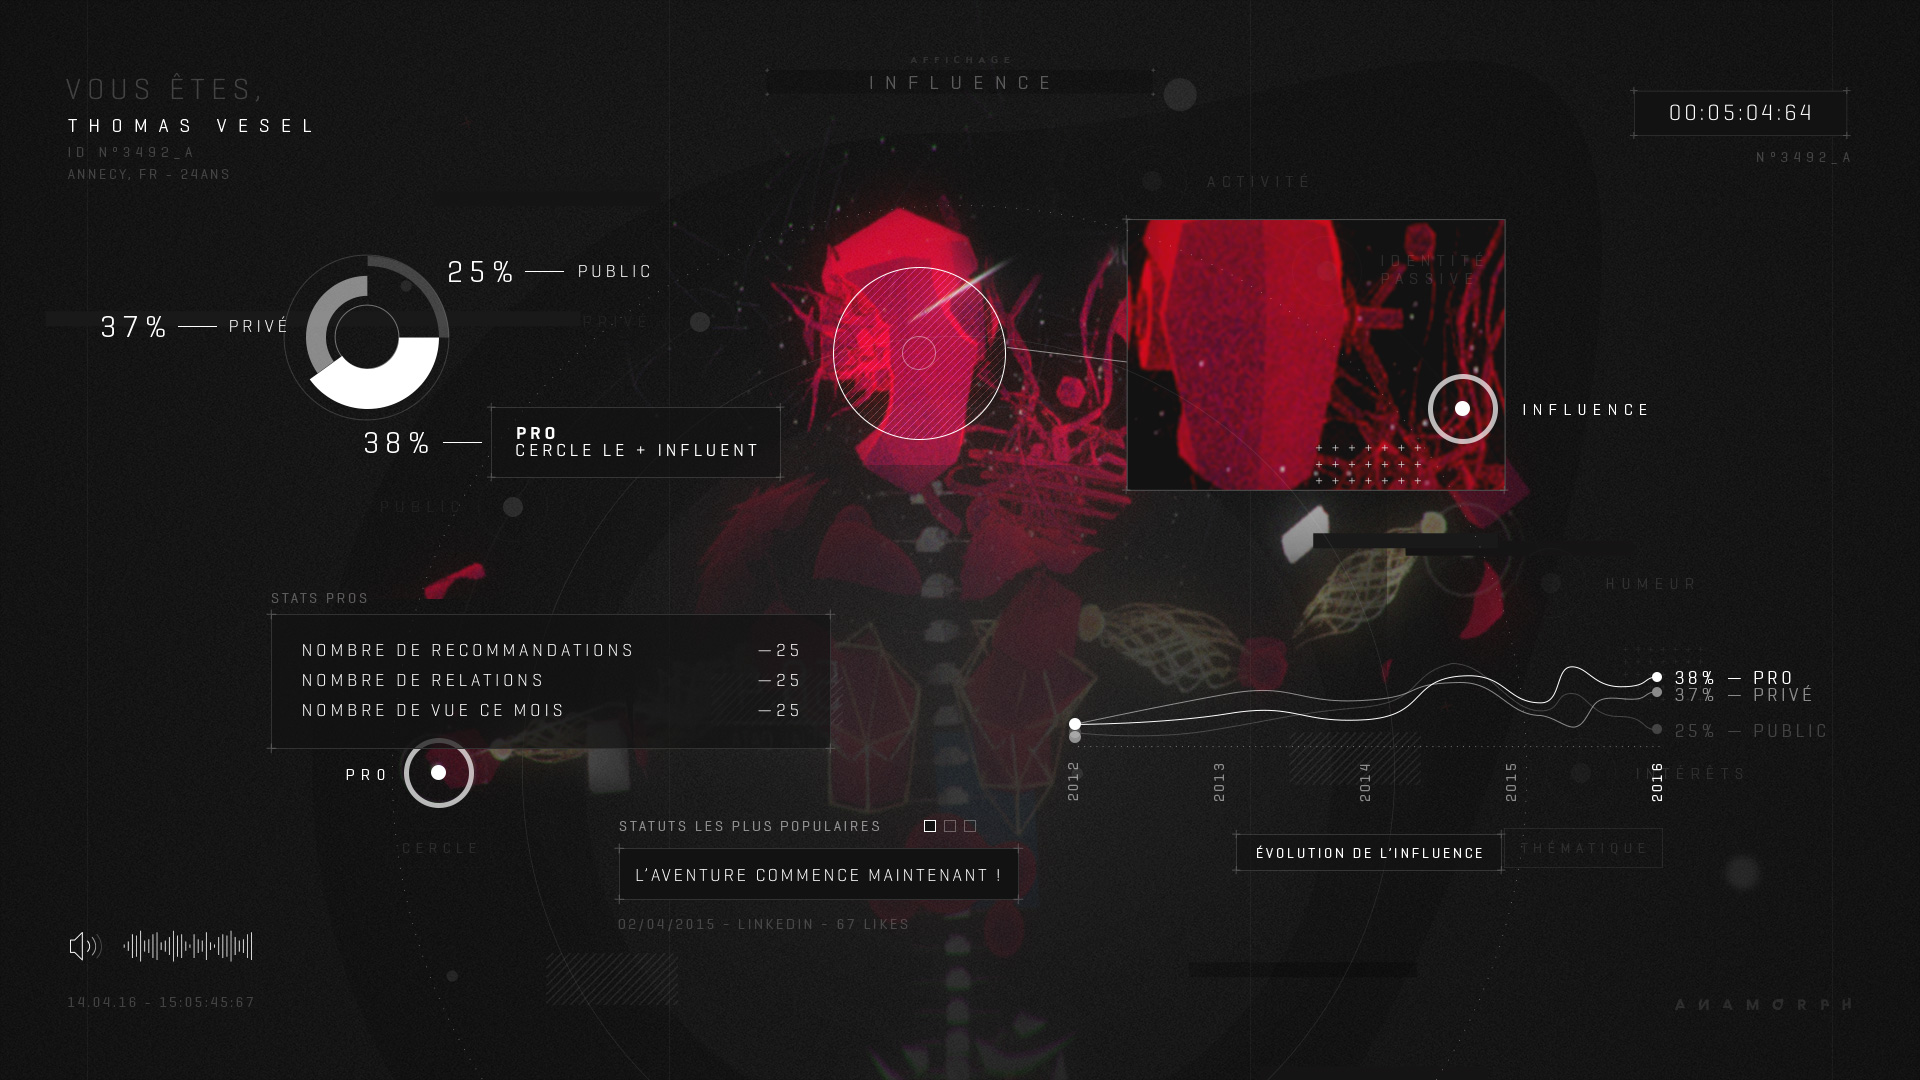 VOUS ÊTES,
THOMAS VESEL
ID N°3492_A
ANNECY, FR - 24ANS
AFFICHAGE
INFLUENCE
00:05:04:64
N°3492_A
ACTIVITÉ
IDENTITÉ
PASSIVE
25% — PUBLIC
37% — PRIVÉ
PRIVÉ
38%
PRO
CERCLE LE + INFLUENT
INFLUENCE
PUBLIC
HUMEUR
STATS PROS
NOMBRE DE RECOMMANDATIONS —25
NOMBRE DE RELATIONS —25
NOMBRE DE VUE CE MOIS —25
38% — PRO
37% — PRIVÉ
25% — PUBLIC
PRO
2012
2013
2014
2015
2016
INTÉRÊTS
CERCLE
STATUTS LES PLUS POPULAIRES
L'AVENTURE COMMENCE MAINTENANT !
02/04/2015 - LINKEDIN - 67 LIKES
ÉVOLUTION DE L'INFLUENCE
THÉMATIQUE
14.04.16 - 15:05:45:67
ANAMORPH